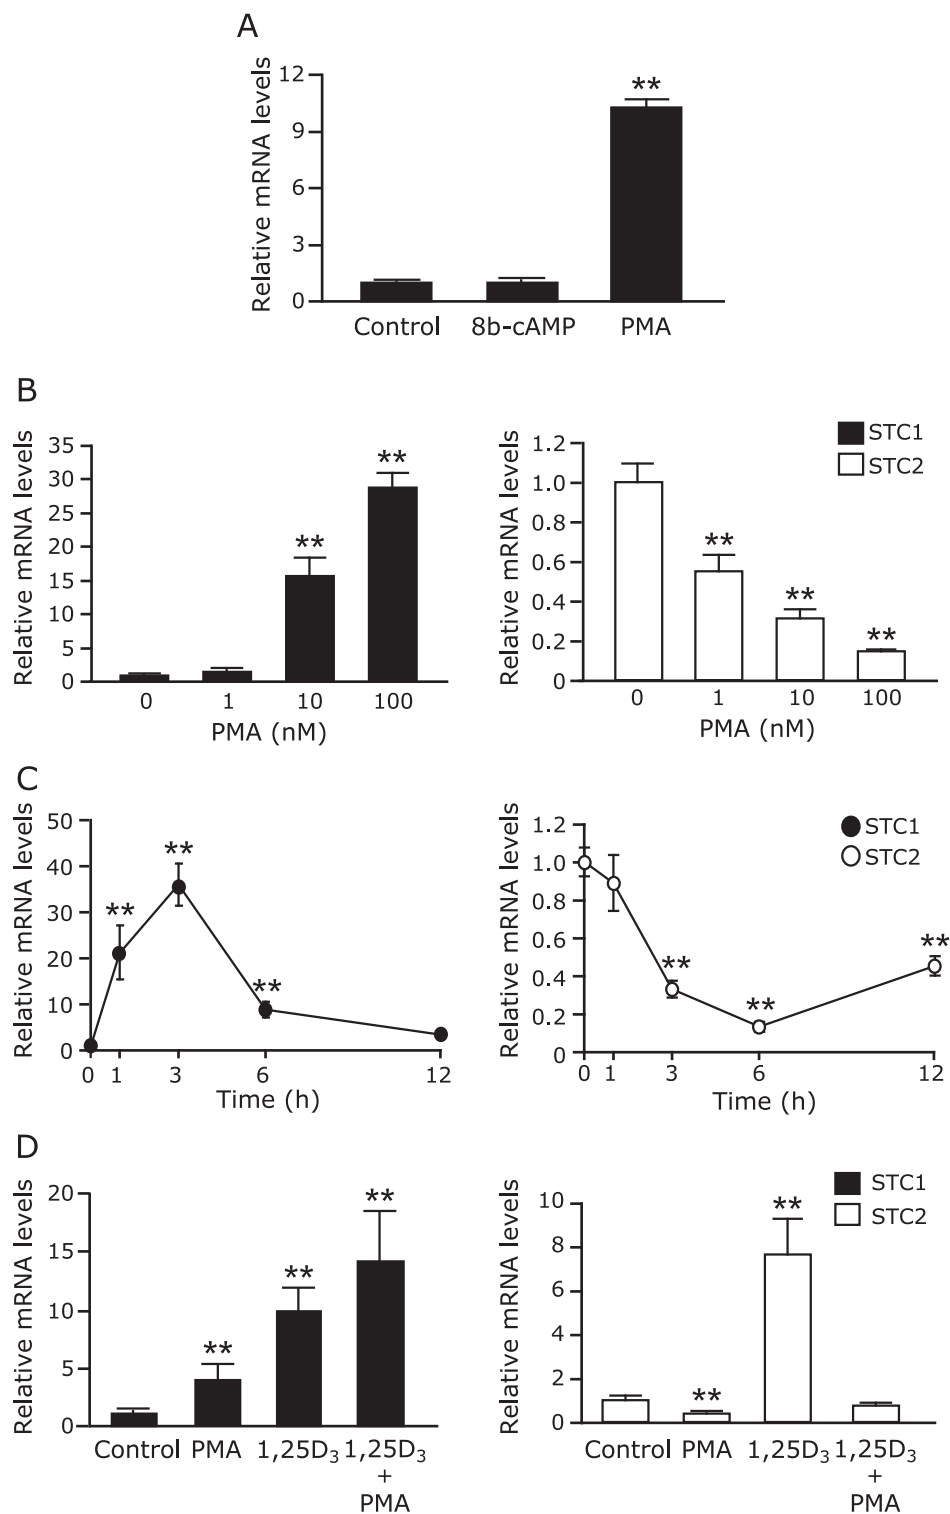 A
Relative mRNA levels
12
9
6
3
0
**
Control 8b-cAMP PMA
B
Relative mRNA levels
35
30
25
20
15
10
5
0
** **
0 1 10 100
PMA (nM)
Relative mRNA levels
1.2
1.0
0.8
0.6
0.4
0.2
0
** ** **
0 1 10 100
PMA (nM)
STC1
STC2
C
Relative mRNA levels
50
40
30
20
10
0
** ** **
0 1 3 6 12
Time (h)
Relative mRNA levels
1.2
1.0
0.8
0.6
0.4
0.2
0
** ** **
0 1 3 6 12
Time (h)
STC1
STC2
D
Relative mRNA levels
20
15
10
5
0
** ** **
Control PMA 1,25D₃ 1,25D₃
+
PMA
Relative mRNA levels
10
8
6
4
2
0
** **
Control PMA 1,25D₃ 1,25D₃
+
PMA
STC1
STC2